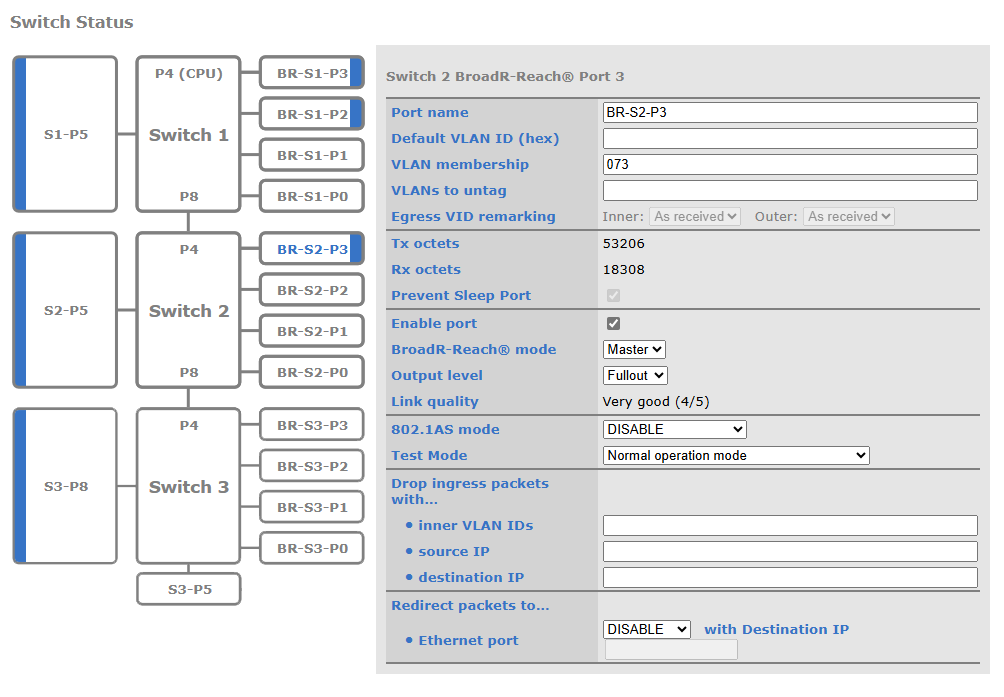 Switch Status
S1-P5
P4 (CPU)
Switch 1
P8
BR-S1-P3
BR-S1-P2
BR-S1-P1
BR-S1-P0
S2-P5
P4
Switch 2
P8
BR-S2-P3
BR-S2-P2
BR-S2-P1
BR-S2-P0
S3-P8
P4
Switch 3
BR-S3-P3
BR-S3-P2
BR-S3-P1
BR-S3-P0
S3-P5
Switch 2 BroadR-Reach® Port 3
Port name BR-S2-P3
Default VLAN ID (hex)
VLAN membership 073
VLANs to untag
Egress VID remarking Inner: As received Outer: As received
Tx octets 53206
Rx octets 18308
Prevent Sleep Port
Enable port
BroadR-Reach® mode Master
Output level Fullout
Link quality Very good (4/5)
802.1AS mode DISABLE
Test Mode Normal operation mode
Drop ingress packets
with...
• inner VLAN IDs
• source IP
• destination IP
Redirect packets to...
• Ethernet port DISABLE with Destination IP